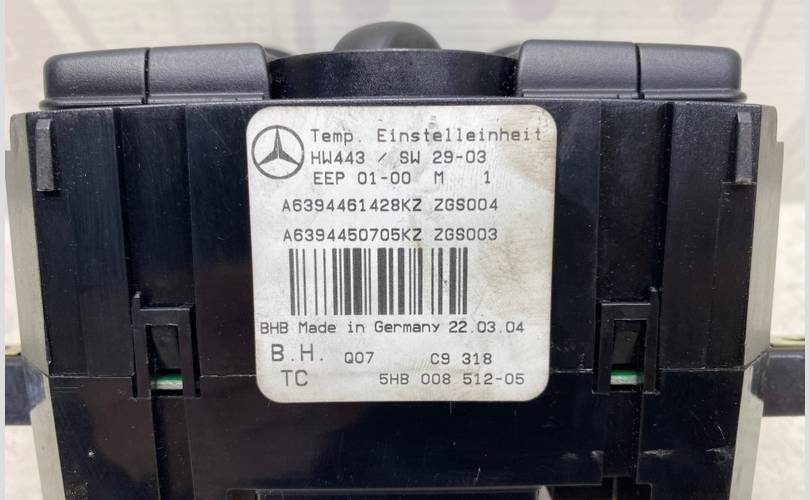 Temp. Einstelleinheit
HW443 / SW 29-03
EEP 01-00 M 1
A6394461428KZ ZGS004
A6394450705KZ ZGS003
BHB Made in Germany 22.03.04
B.H. Q07 C9 318
TC 5HB 008 512-05